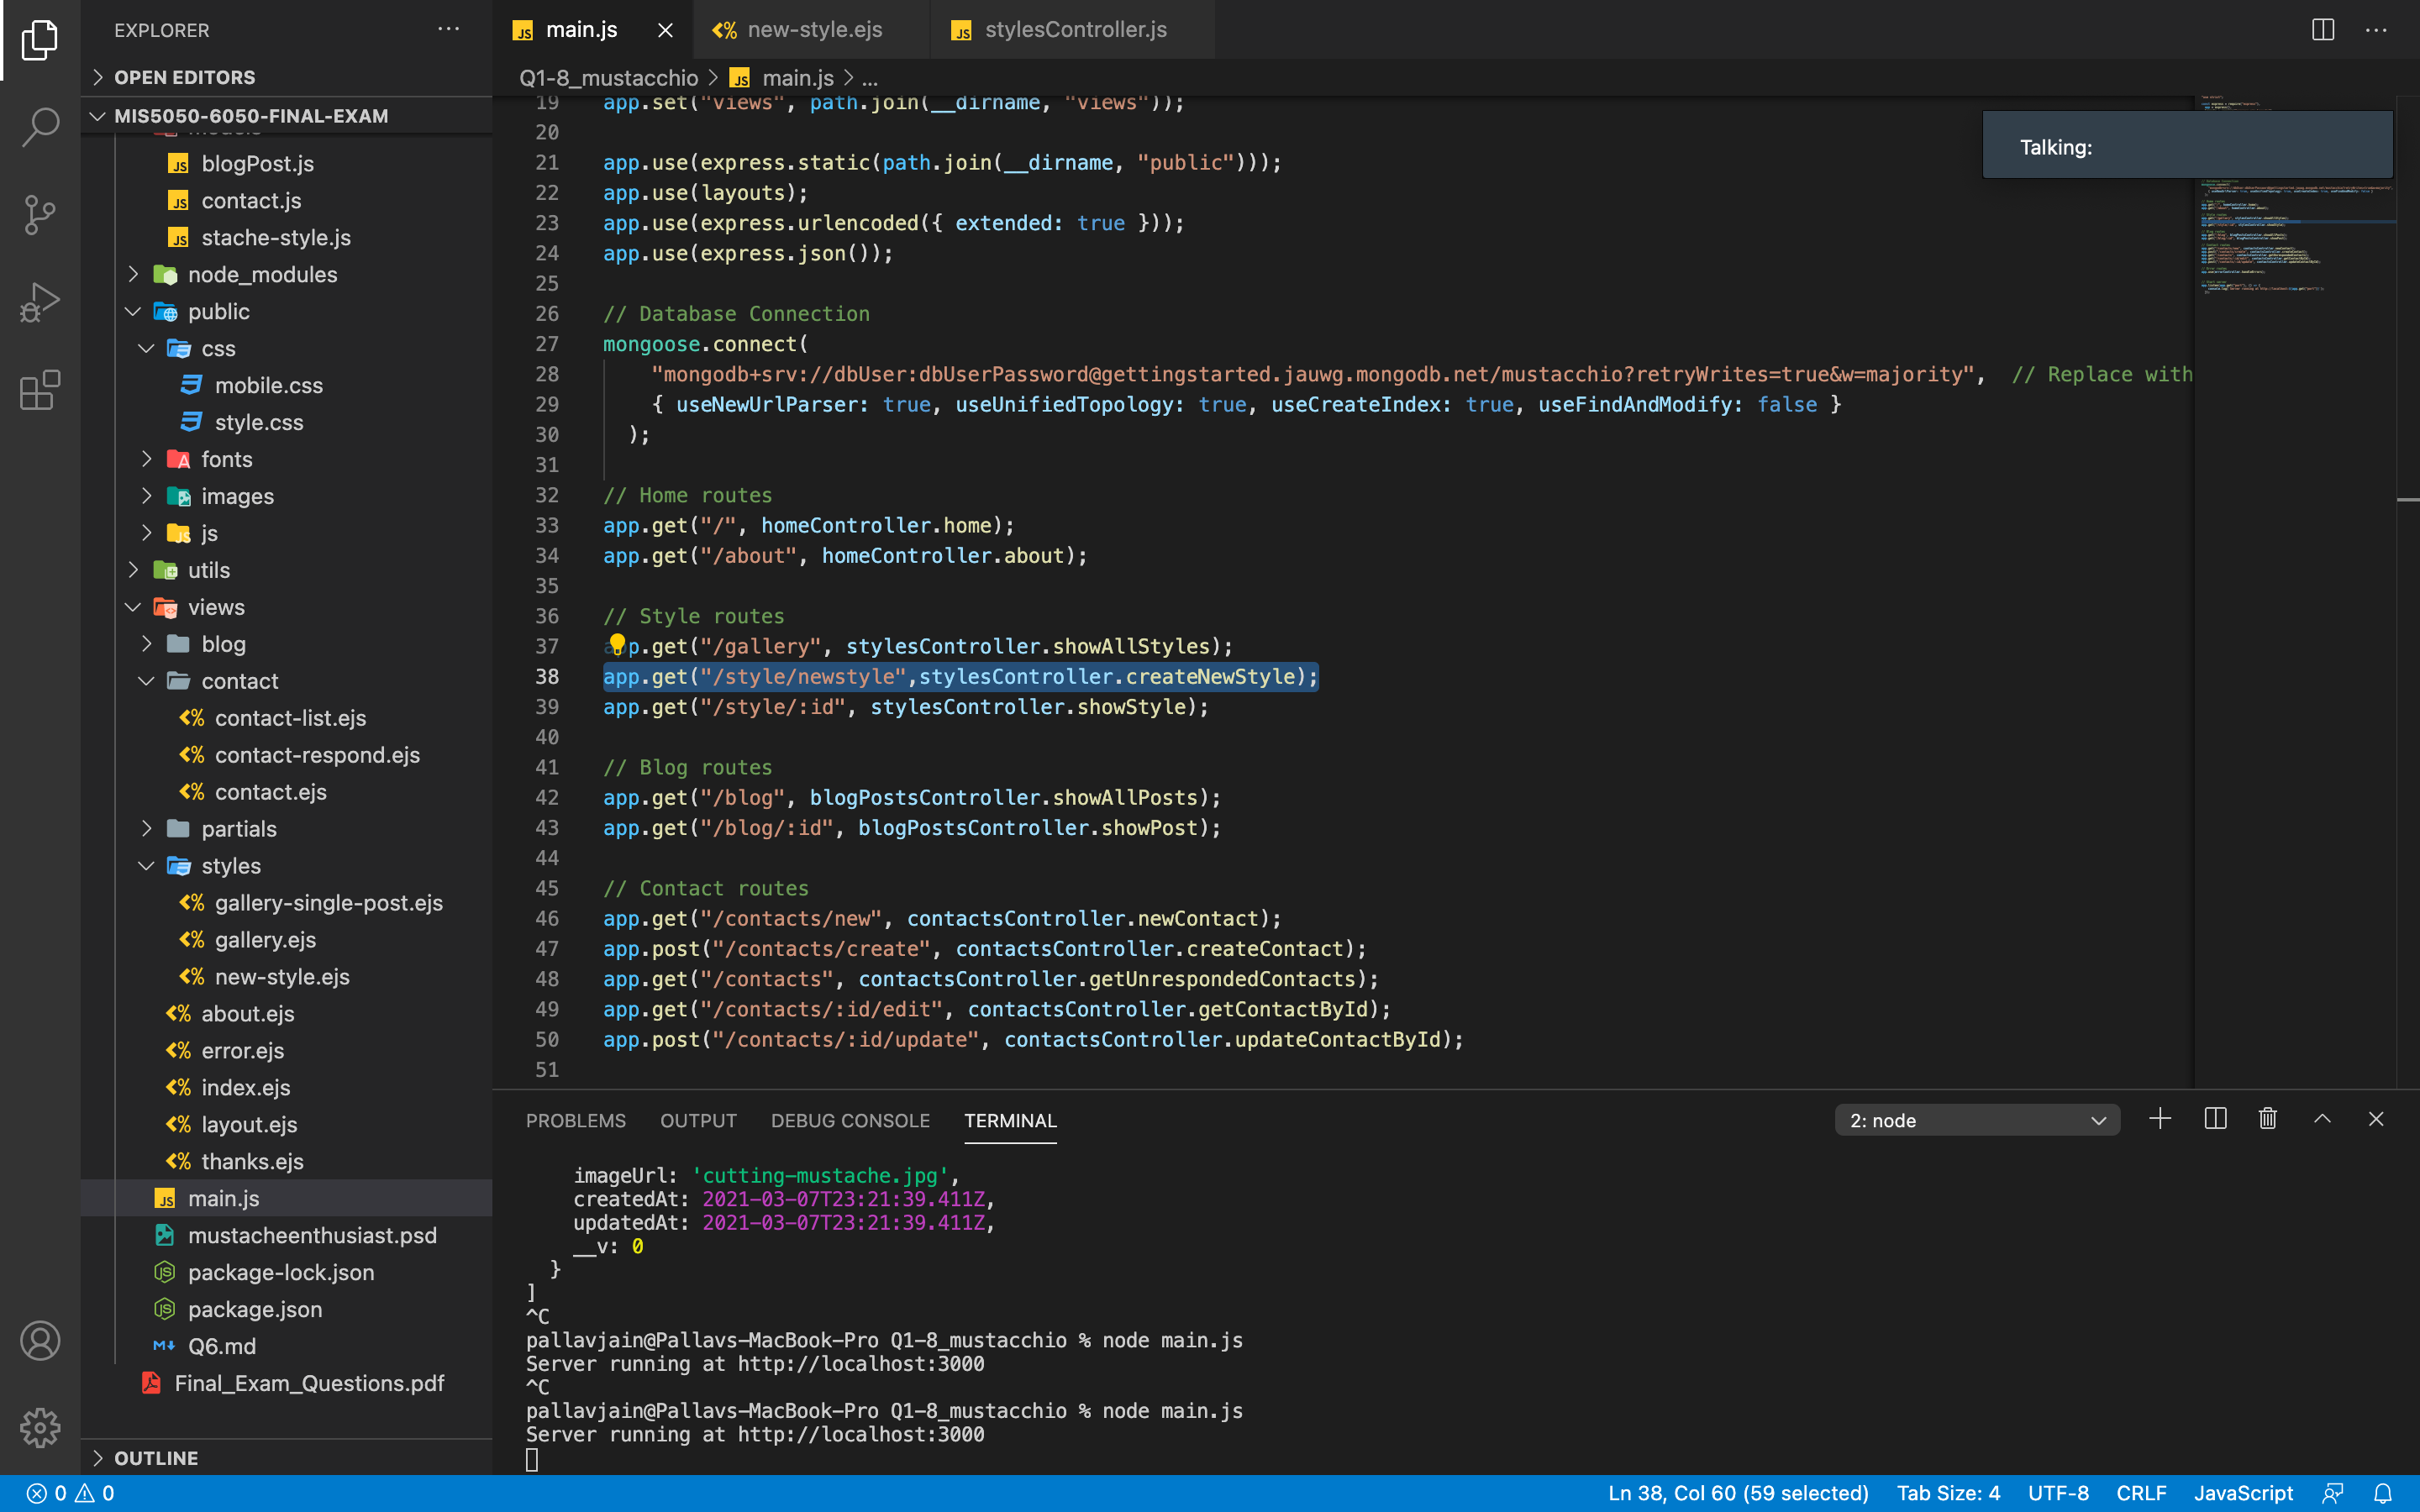 EXPLORER
OPEN EDITORS
MIS5050-6050-FINAL-EXAM
models
blogPost.js
contact.js
stache-style.js
node_modules
public
css
mobile.css
style.css
fonts
images
js
utils
views
blog
contact
contact-list.ejs
contact-respond.ejs
contact.ejs
partials
styles
gallery-single-post.ejs
gallery.ejs
new-style.ejs
about.ejs
error.ejs
index.ejs
layout.ejs
thanks.ejs
main.js
mustacheenthusiast.psd
package-lock.json
package.json
Q6.md
Final_Exam_Questions.pdf
OUTLINE
main.js
new-style.ejs
stylesController.js
Q1-8_mustacchio > main.js > ...
19 app.set("views", path.join(__dirname, "views"));
20
21 app.use(express.static(path.join(__dirname, "public")));
22 app.use(layouts);
23 app.use(express.urlencoded({ extended: true }));
24 app.use(express.json());
25
26 // Database Connection
27 mongoose.connect(
28 "mongodb+srv://dbUser:dbUserPassword@gettingstarted.jauwg.mongodb.net/mustacchio?retryWrites=true&w=majority", // Replace with
29 { useNewUrlParser: true, useUnifiedTopology: true, useCreateIndex: true, useFindAndModify: false }
30 );
31
32 // Home routes
33 app.get("/", homeController.home);
34 app.get("/about", homeController.about);
35
36 // Style routes
37 app.get("/gallery", stylesController.showAllStyles);
38 app.get("/style/newstyle",stylesController.createNewStyle);
39 app.get("/style/:id", stylesController.showStyle);
40
41 // Blog routes
42 app.get("/blog", blogPostsController.showAllPosts);
43 app.get("/blog/:id", blogPostsController.showPost);
44
45 // Contact routes
46 app.get("/contacts/new", contactsController.newContact);
47 app.post("/contacts/create", contactsController.createContact);
48 app.get("/contacts", contactsController.getUnrespondedContacts);
49 app.get("/contacts/:id/edit", contactsController.getContactById);
50 app.post("/contacts/:id/update", contactsController.updateContactById);
51
Talking:
PROBLEMS OUTPUT DEBUG CONSOLE TERMINAL
2: node
imageUrl: 'cutting-mustache.jpg',
createdAt: 2021-03-07T23:21:39.411Z,
updatedAt: 2021-03-07T23:21:39.411Z,
__v: 0
}
]
^C
pallavjain@Pallavs-MacBook-Pro Q1-8_mustacchio % node main.js
Server running at http://localhost:3000
^C
pallavjain@Pallavs-MacBook-Pro Q1-8_mustacchio % node main.js
Server running at http://localhost:3000
0 0
Ln 38, Col 60 (59 selected) Tab Size: 4 UTF-8 CRLF JavaScript